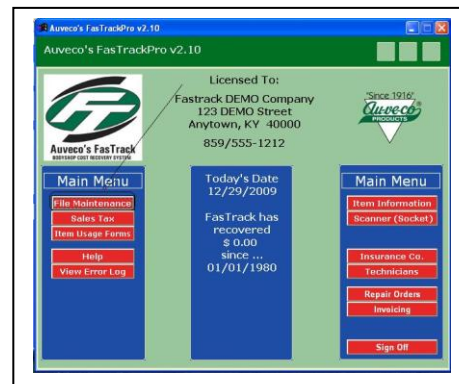 Auveco's FasTrackPro v2.10
Auveco's FasTrackPro v2.10
Licensed To:
Fastrack DEMO Company
123 DEMO Street
Anytown, KY 40000
859/555-1212
Auveco's FasTrack
BODYSHOP COST RECOVERY SYSTEM
"Since 1916"
Au-ve-co
PRODUCTS
Main Menu
File Maintenance
Sales Tax
Item Usage Forms
Help
View Error Log
Today's Date
12/29/2009
FasTrack has
recovered
$ 0.00
since ...
01/01/1980
Main Menu
Item Information
Scanner (Socket)
Insurance Co.
Technicians
Repair Orders
Invoicing
Sign Off